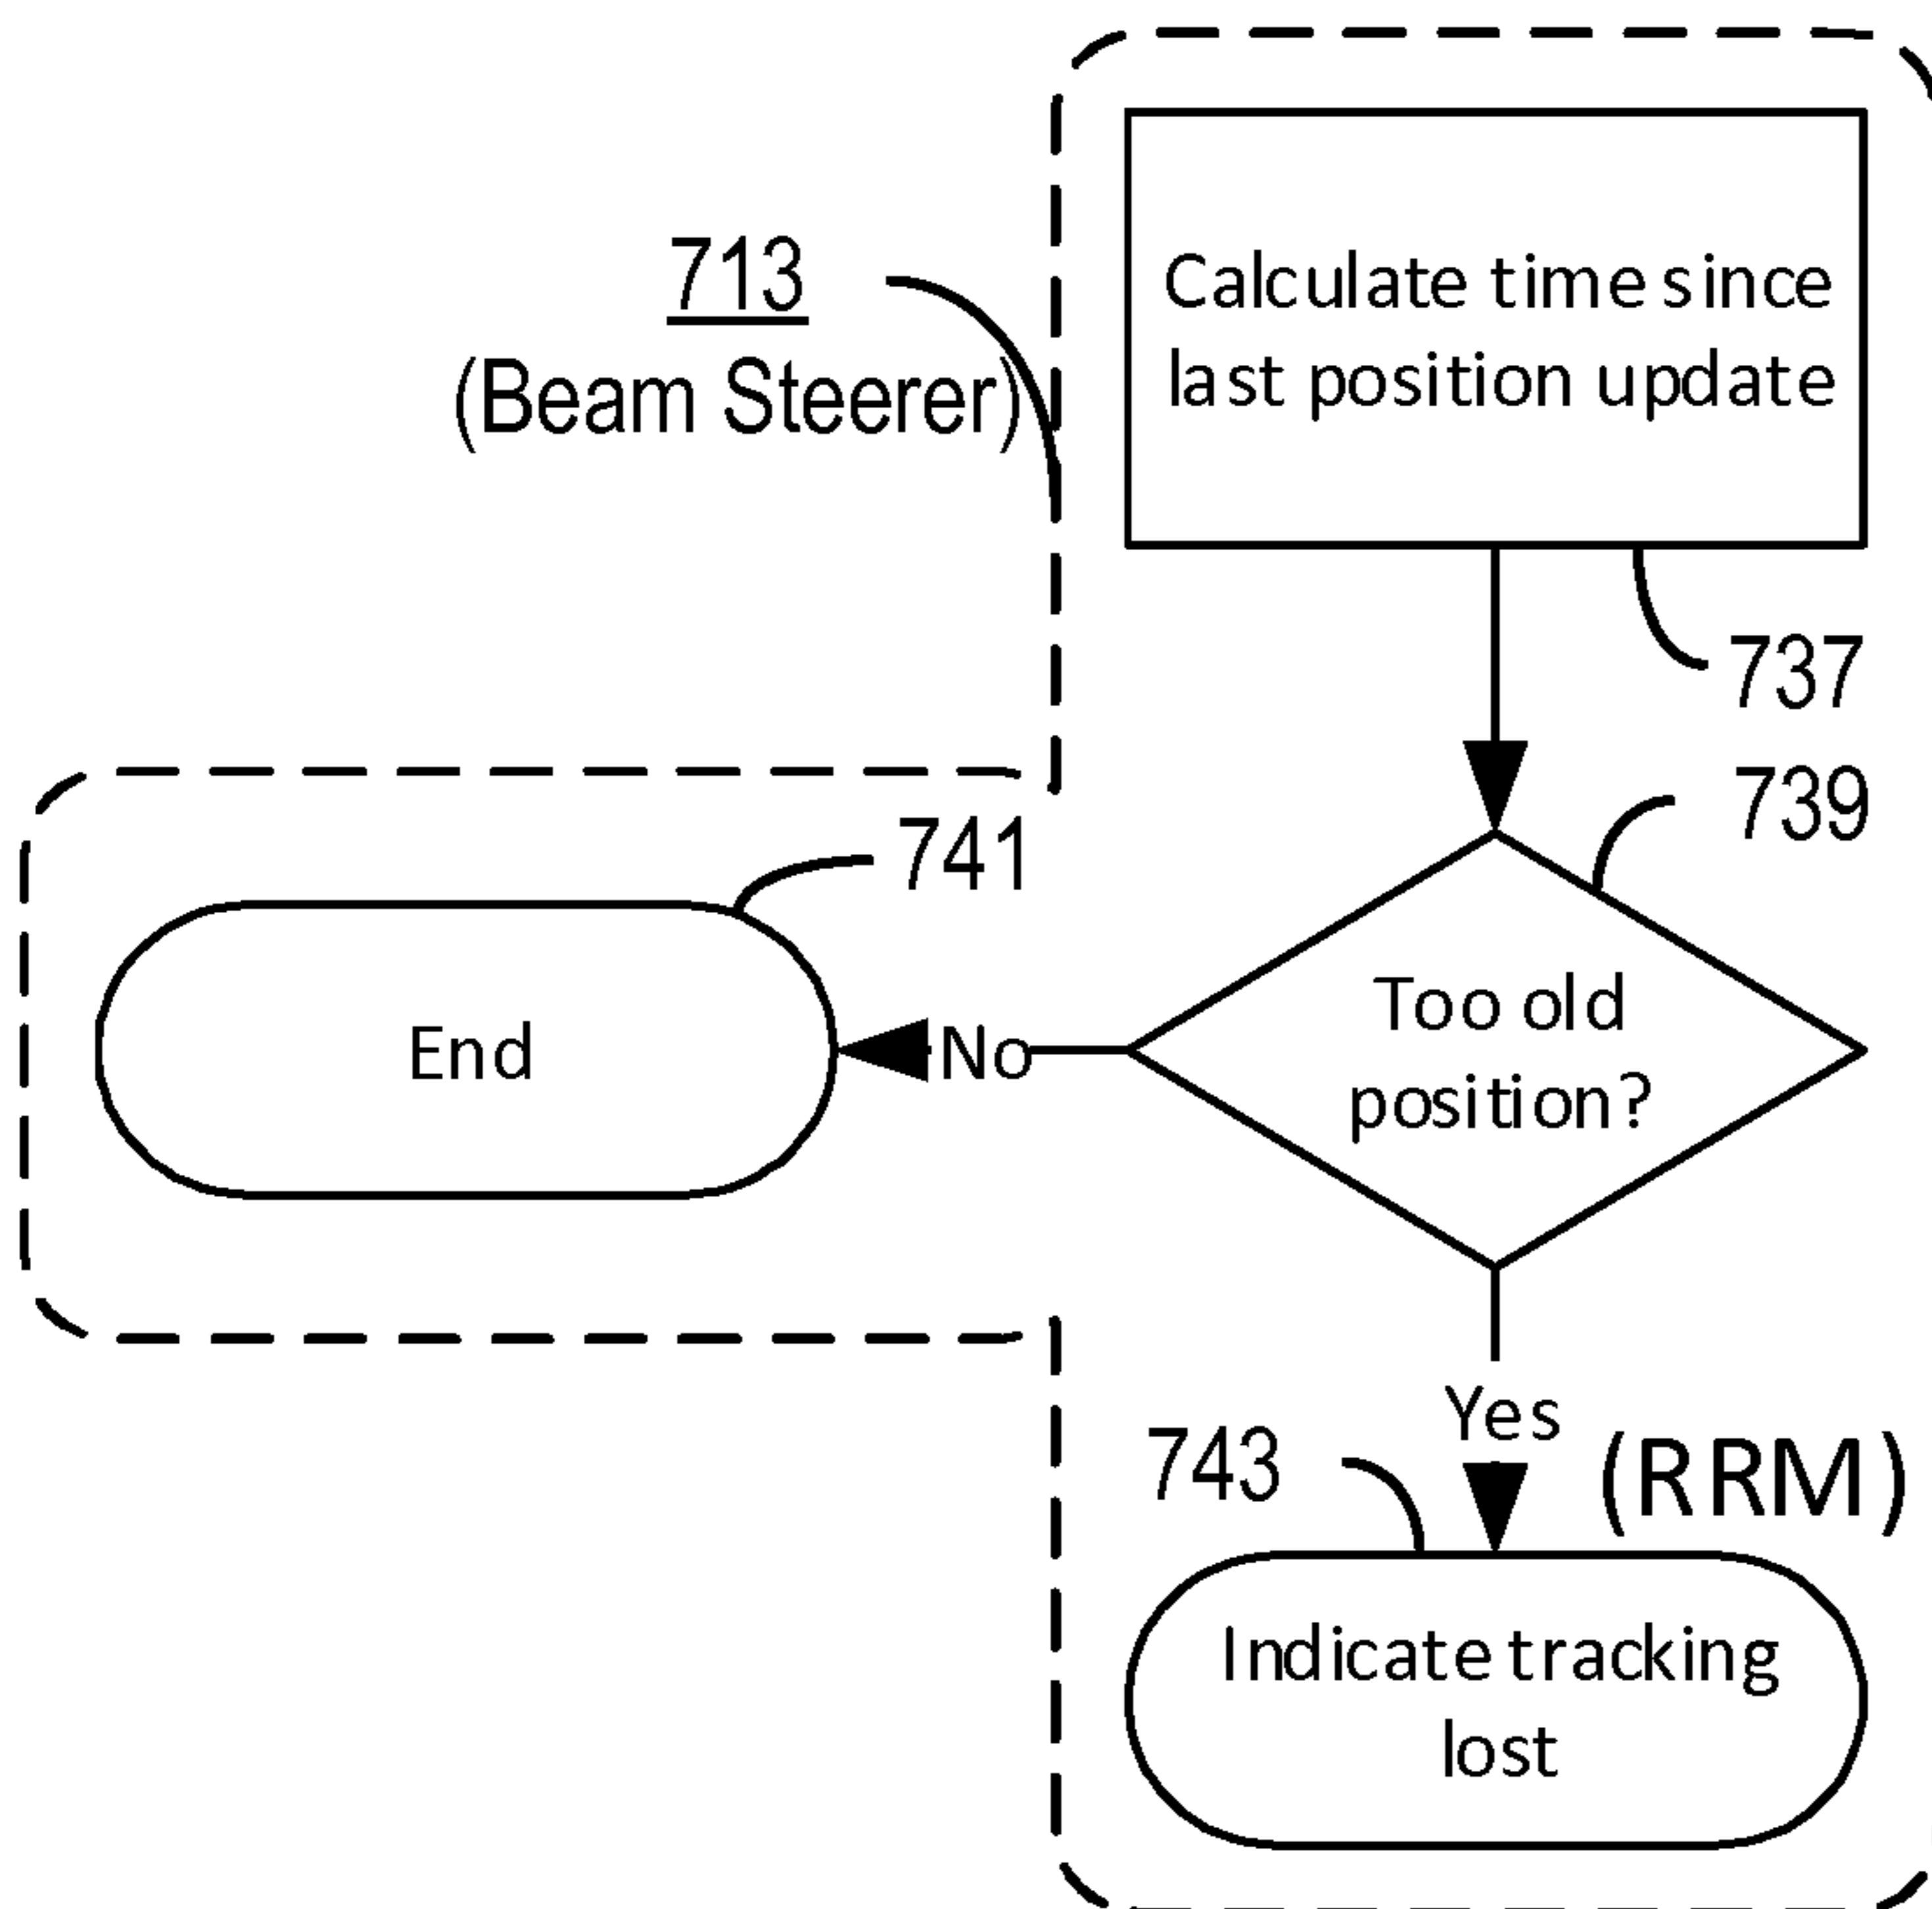 713
(Beam Steerer)
Calculate time since
last position update
737
739
741
End
No
Too old
position?
Yes
743
(RRM)
Indicate tracking
lost